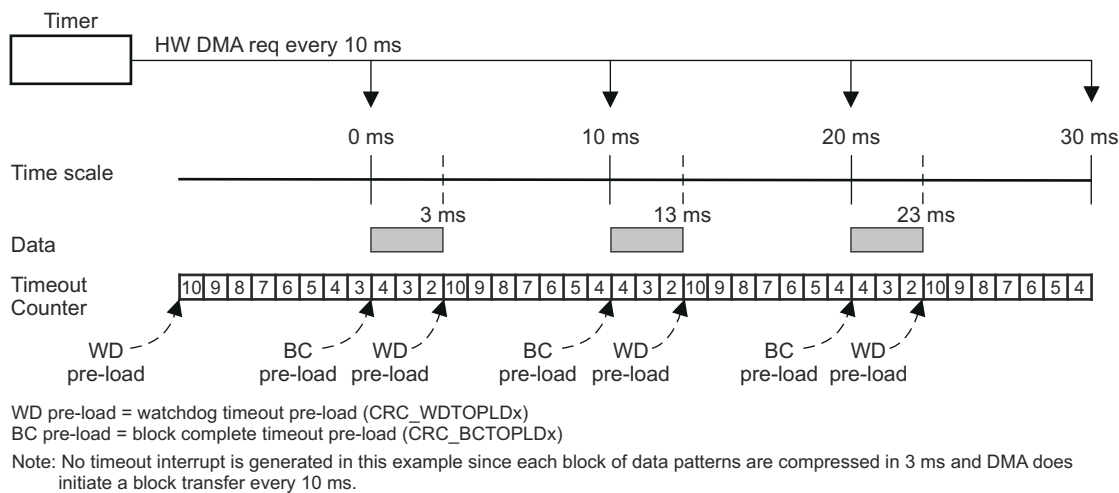 Timer
HW DMA req every 10 ms
0 ms 10 ms 20 ms 30 ms
Time scale
3 ms 13 ms 23 ms
Data
Timeout
Counter
10 9 8 7 6 5 4 3 4 3 2 10 9 8 7 6 5 4 4 3 2 10 9 8 7 6 5 4 4 3 2 10 9 8 7 6 5 4
WD
pre-load
BC
pre-load
WD
pre-load
BC
pre-load
WD
pre-load
BC
pre-load
WD
pre-load
WD pre-load = watchdog timeout pre-load (CRC_WDTOPLDx)
BC pre-load = block complete timeout pre-load (CRC_BCTOPLDx)
Note: No timeout interrupt is generated in this example since each block of data patterns are compressed in 3 ms and DMA does
initiate a block transfer every 10 ms.